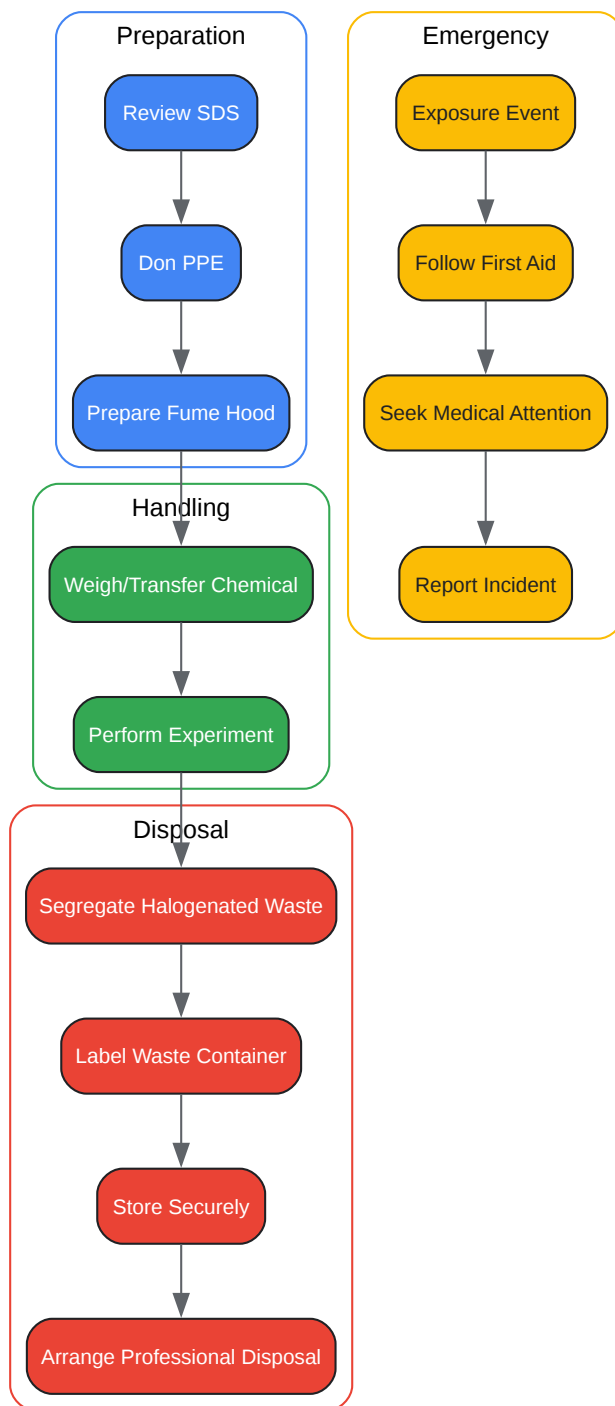 Preparation
Review SDS
Don PPE
Prepare Fume Hood
Handling
Weigh/Transfer Chemical
Perform Experiment
Disposal
Segregate Halogenated Waste
Label Waste Container
Store Securely
Arrange Professional Disposal
Emergency
Exposure Event
Follow First Aid
Seek Medical Attention
Report Incident